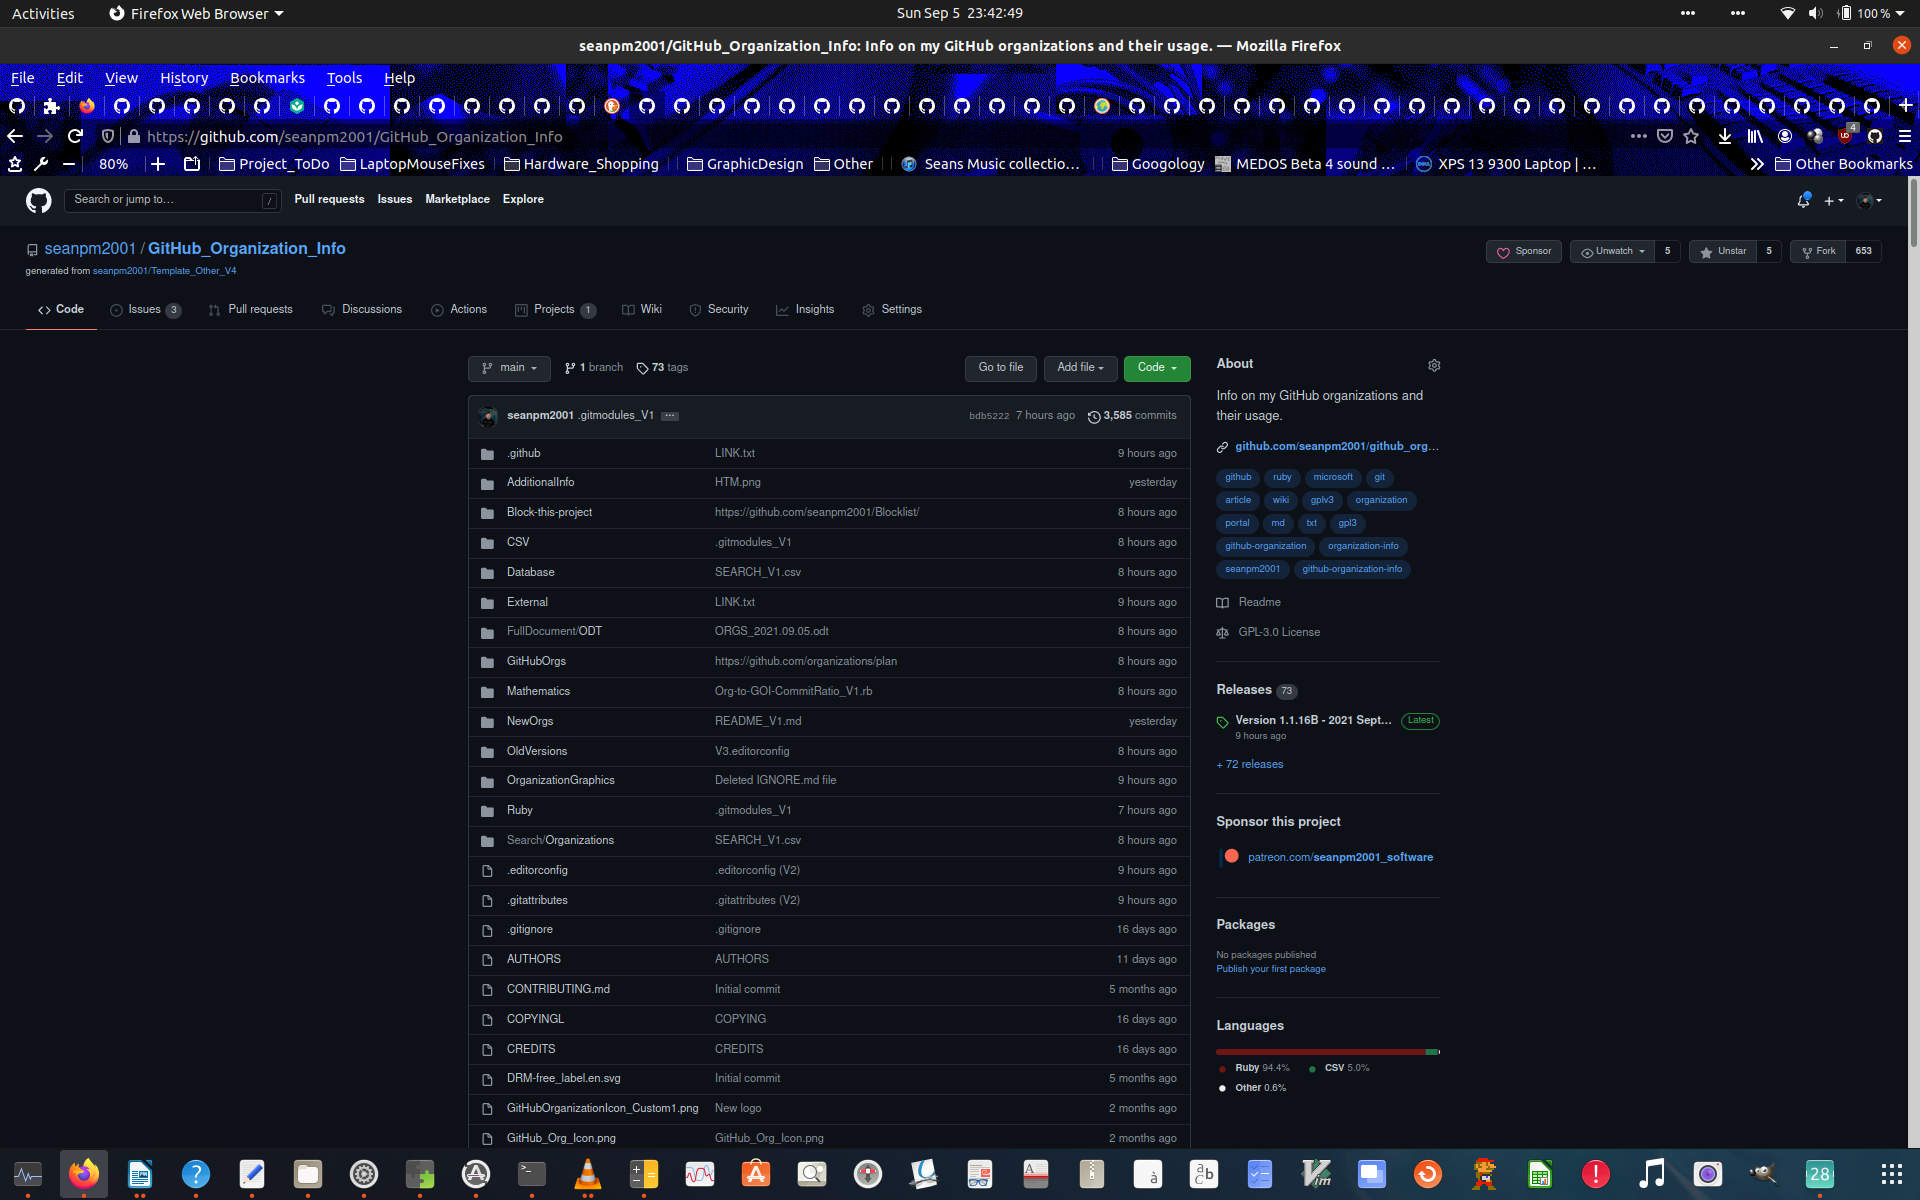 Activities Firefox Web Browser Sun Sep 5 23:42:49 100 %
seanpm2001/GitHub_Organization_Info: Info on my GitHub organizations and their usage. — Mozilla Firefox
File Edit View History Bookmarks Tools Help
https://github.com/seanpm2001/GitHub_Organization_Info 4
80% Project_ToDo LaptopMouseFixes Hardware_Shopping GraphicDesign Other Seans Music collectio… Googology MEDOS Beta 4 sound … XPS 13 9300 Laptop | … Other Bookmarks
Search or jump to… / Pull requests Issues Marketplace Explore
seanpm2001 / GitHub_Organization_Info Sponsor Unwatch 5 Unstar 5 Fork 653
generated from seanpm2001/Template_Other_V4
Code Issues 3 Pull requests Discussions Actions Projects 1 Wiki Security Insights Settings
main 1 branch 73 tags Go to file Add file Code
seanpm2001 .gitmodules_V1 bdb5222 7 hours ago 3,585 commits
.github LINK.txt 9 hours ago
AdditionalInfo HTM.png yesterday
Block-this-project https://github.com/seanpm2001/Blocklist/ 8 hours ago
CSV .gitmodules_V1 8 hours ago
Database SEARCH_V1.csv 8 hours ago
External LINK.txt 9 hours ago
FullDocument/ODT ORGS_2021.09.05.odt 8 hours ago
GitHubOrgs https://github.com/organizations/plan 8 hours ago
Mathematics Org-to-GOI-CommitRatio_V1.rb 8 hours ago
NewOrgs README_V1.md yesterday
OldVersions V3.editorconfig 8 hours ago
OrganizationGraphics Deleted IGNORE.md file 9 hours ago
Ruby .gitmodules_V1 7 hours ago
Search/Organizations SEARCH_V1.csv 8 hours ago
.editorconfig .editorconfig (V2) 9 hours ago
.gitattributes .gitattributes (V2) 9 hours ago
.gitignore .gitignore 16 days ago
AUTHORS AUTHORS 11 days ago
CONTRIBUTING.md Initial commit 5 months ago
COPYINGL COPYING 16 days ago
CREDITS CREDITS 16 days ago
DRM-free_label.en.svg Initial commit 5 months ago
GitHubOrganizationIcon_Custom1.png New logo 2 months ago
GitHub_Org_Icon.png GitHub_Org_Icon.png 2 months ago
About
Info on my GitHub organizations and
their usage.
github.com/seanpm2001/github_org…
github ruby microsoft git
article wiki gplv3 organization
portal md txt gpl3
github-organization organization-info
seanpm2001 github-organization-info
Readme
GPL-3.0 License
Releases 73
Version 1.1.16B - 2021 Sept… Latest
9 hours ago
+ 72 releases
Sponsor this project
patreon.com/seanpm2001_software
Packages
No packages published
Publish your first package
Languages
Ruby 94.4% CSV 5.0%
Other 0.6%
28